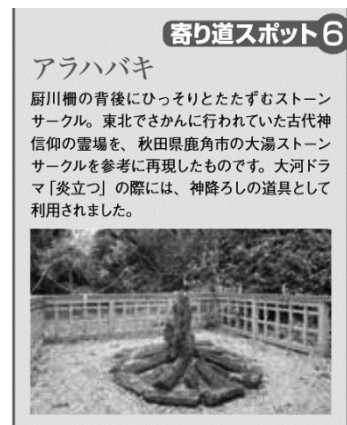 寄り道スポット6
アラハバキ
厨川柵の背後にひっそりとたたずむストーン
サークル。東北でさかんに行われていた古代神
信仰の霊場を、秋田県鹿角市の大湯ストーン
サークルを参考に再現したものです。大河ドラ
マ「炎立つ」の際には、神降ろしの道具として
利用されました。